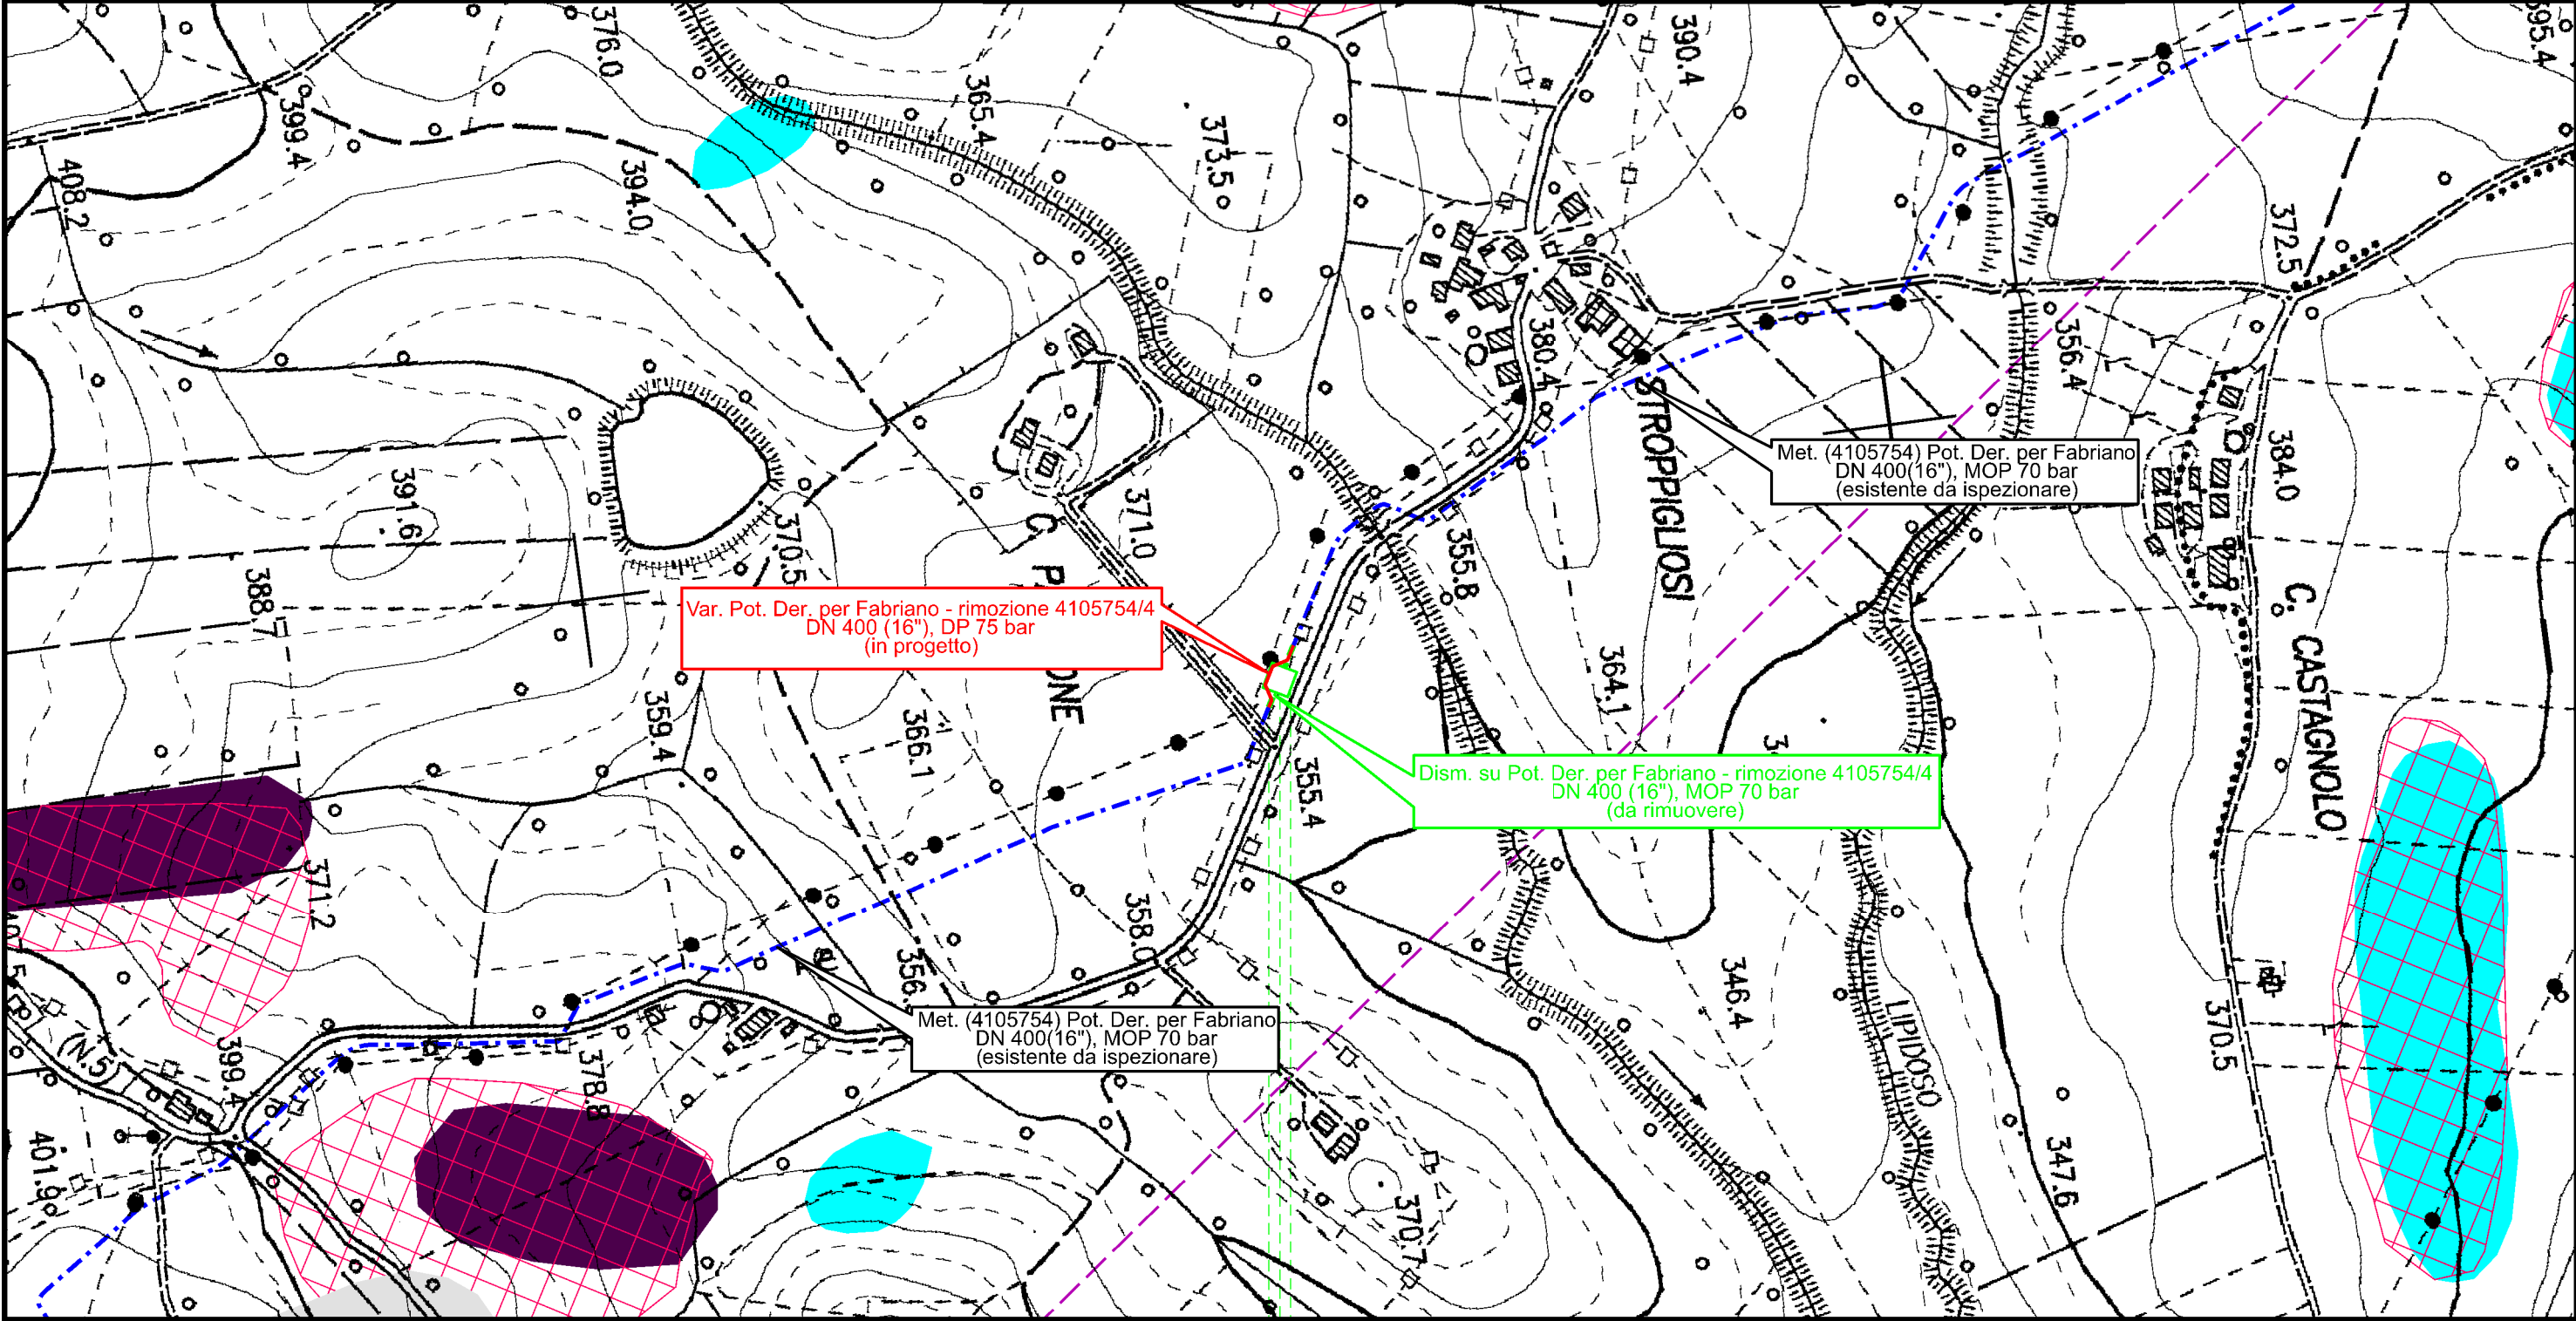 376.0
365.4
390.4
399.4
373.5
394.0
408.2
372.5
380.4
356.4
STROPPIGLIOSI
Met. (4105754) Pot. Der. per Fabriano
DN 400(16"), MOP 70 bar
(esistente da ispezionare)
384.0
391.6
371.0
370.5
355.8
388.7
C.
Var. Pot. Der. per Fabriano - rimozione 4105754/4
DN 400 (16"), DP 75 bar
(in progetto)
C. CASTAGNOLO
364.1
359.4
366.1
ONE
355.4
Dism. su Pot. Der. per Fabriano - rimozione 4105754/4
DN 400 (16"), MOP 70 bar
(da rimuovere)
371.2
358.0
346.4
LIPIDOSO
370.5
Met. (4105754) Pot. Der. per Fabriano
DN 400(16"), MOP 70 bar
(esistente da ispezionare)
(N.5)
399.4
378.8
401.9
347.6
370.7